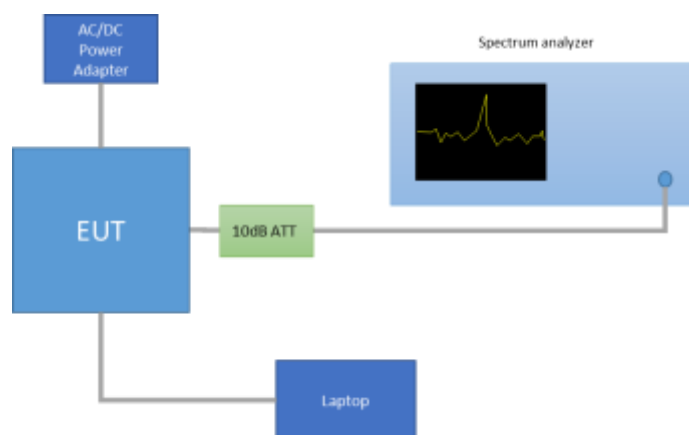 AC/DC
Power
Adapter
Spectrum analyzer
EUT
10dB ATT
Laptop